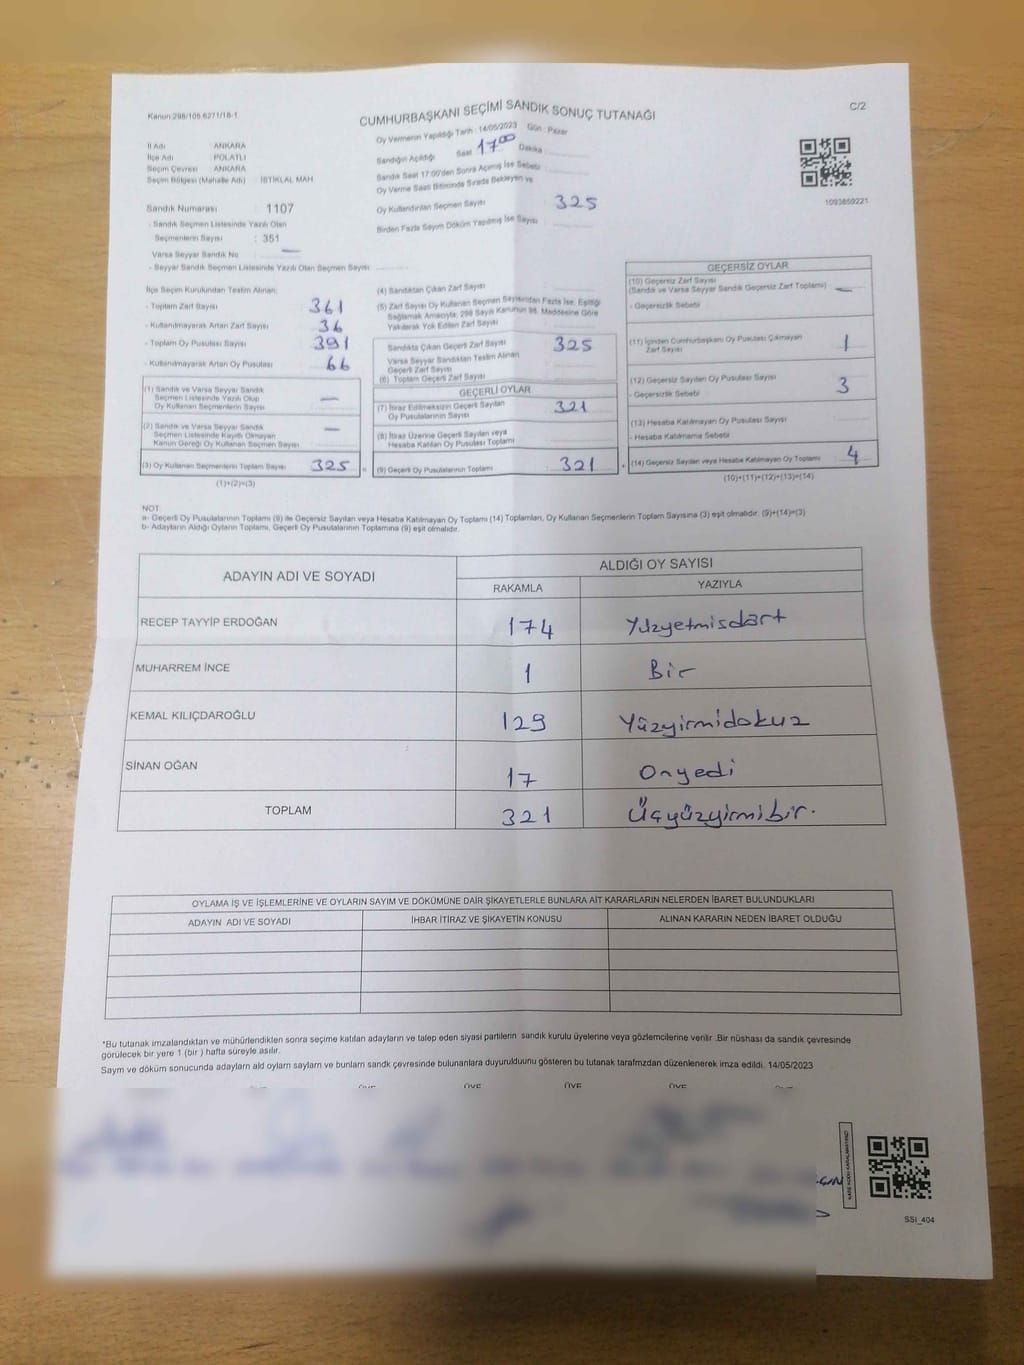 Kanun:298/105 6271/18-1
CUMHURBAŞKANI SEÇİMİ SANDIK SONUÇ TUTANAĞI
C/2
Oy Vermenin Yapıldığı Tarih : 14/05/2023 Gün : Pazar
Sandığın Açıldığı Saat 17⁰⁰ Dakika
Sandık Saat 17:00'den Sonra Açılmış İse Sebebi
Oy Verme Saati Bitiminde Sırada Bekleyen ve
Oy Kullandırılan Seçmen Sayısı 325
Birden Fazla Sayım Döküm Yapılmış İse Sayısı
1093859221
İl Adı ANKARA
İlçe Adı POLATLI
Seçim Çevresi ANKARA
Seçim Bölgesi (Mahalle Adı) İSTİKLAL MAH
Sandık Numarası : 1107
- Sandık Seçmen Listesinde Yazılı Olan
Seçmenlerin Sayısı : 351
Varsa Seyyar Sandık No —
- Seyyar Sandık Seçmen Listesinde Yazılı Olan Seçmen Sayısı
İlçe Seçim Kurulundan Teslim Alınan:
- Toplam Zarf Sayısı 361
- Kullanılmayarak Artan Zarf Sayısı 36
- Toplam Oy Pusulası Sayısı 391
- Kullanılmayarak Artan Oy Pusulası 66
(1) Sandık ve Varsa Seyyar Sandık
Seçmen Listesinde Yazılı Olup
Oy Kullanan Seçmenlerin Sayısı —
(2) Sandık ve Varsa Seyyar Sandık
Seçmen Listesinde Kayıtlı Olmayan
Kanun Gereği Oy Kullanan Seçmen Sayısı —
(3) Oy Kullanan Seçmenlerin Toplam Sayısı 325 =
(1)+(2)=(3)
(4) Sandıktan Çıkan Zarf Sayısı
(5) Zarf Sayısı Oy Kullanan Seçmen Sayısından Fazla İse, Eşitliği
Sağlamak Amacıyla; 298 Sayılı Kanunun 98. Maddesine Göre
Yakılarak Yok Edilen Zarf Sayısı
Sandıkta Çıkan Geçerli Zarf Sayısı 325
Varsa Seyyar Sandıktan Teslim Alınan
Geçerli Zarf Sayısı
(6) Toplam Geçerli Zarf Sayısı
GEÇERLİ OYLAR
(7) İtiraz Edilmeksizin Geçerli Sayılan
Oy Pusulalarının Sayısı 321
(8) İtiraz Üzerine Geçerli Sayılan veya
Hesaba Katılan Oy Pusulası Toplamı
(9) Geçerli Oy Pusulalarının Toplamı 321 +
GEÇERSİZ OYLAR
(10) Geçersiz Zarf Sayısı
(Sandık ve Varsa Seyyar Sandık Geçersiz Zarf Toplamı) —
- Geçersizlik Sebebi
(11) İçinden Cumhurbaşkanı Oy Pusulası Çıkmayan
Zarf Sayısı 1
(12) Geçersiz Sayılan Oy Pusulası Sayısı 3
- Geçersizlik Sebebi
(13) Hesaba Katılmayan Oy Pusulası Sayısı
- Hesaba Katılmama Sebebi
(14) Geçersiz Sayılan veya Hesaba Katılmayan Oy Toplamı 4
(10)+(11)+(12)+(13)=(14)
NOT:
a- Geçerli Oy Pusulalarının Toplamı (9) ile Geçersiz Sayılan veya Hesaba Katılmayan Oy Toplamı (14) Toplamları, Oy Kullanan Seçmenlerin Toplam Sayısına (3) eşit olmalıdır. (9)+(14)=(3)
b- Adayların Aldığı Oyların Toplamı, Geçerli Oy Pusulalarının Toplamına (9) eşit olmalıdır.
ADAYIN ADI VE SOYADI ALDIĞI OY SAYISI
RAKAMLA YAZIYLA
RECEP TAYYİP ERDOĞAN 174 Yüzyetmişdört
MUHARREM İNCE 1 Bir
KEMAL KILIÇDAROĞLU 129 Yüzyirmidokuz
SİNAN OĞAN 17 Onyedi
TOPLAM 321 Üçyüzyirmibir.
OYLAMA İŞ VE İŞLEMLERİNE VE OYLARIN SAYIM VE DÖKÜMÜNE DAİR ŞİKAYETLERLE BUNLARA AİT KARARLARIN NELERDEN İBARET BULUNDUKLARI
ADAYIN ADI VE SOYADI İHBAR İTİRAZ VE ŞİKAYETİN KONUSU ALINAN KARARIN NEDEN İBARET OLDUĞU
*Bu tutanak imzalandıktan ve mühürlendikten sonra seçime katılan adayların ve talep eden siyasi partilerin sandık kurulu üyelerine veya gözlemcilerine verilir .Bir nüshası da sandık çevresinde
görülecek bir yere 1 (bir ) hafta süreyle asılır.
Sayım ve döküm sonucunda adayların ald oyların sayıların ve bunların sandk çevresinde bulunanlara duyurulduunu gösteren bu tutanak tarafmzdan düzenlenerek imza edildi. 14/05/2023
ÜYE ÜYE ÜYE ÜYE
SSI_404